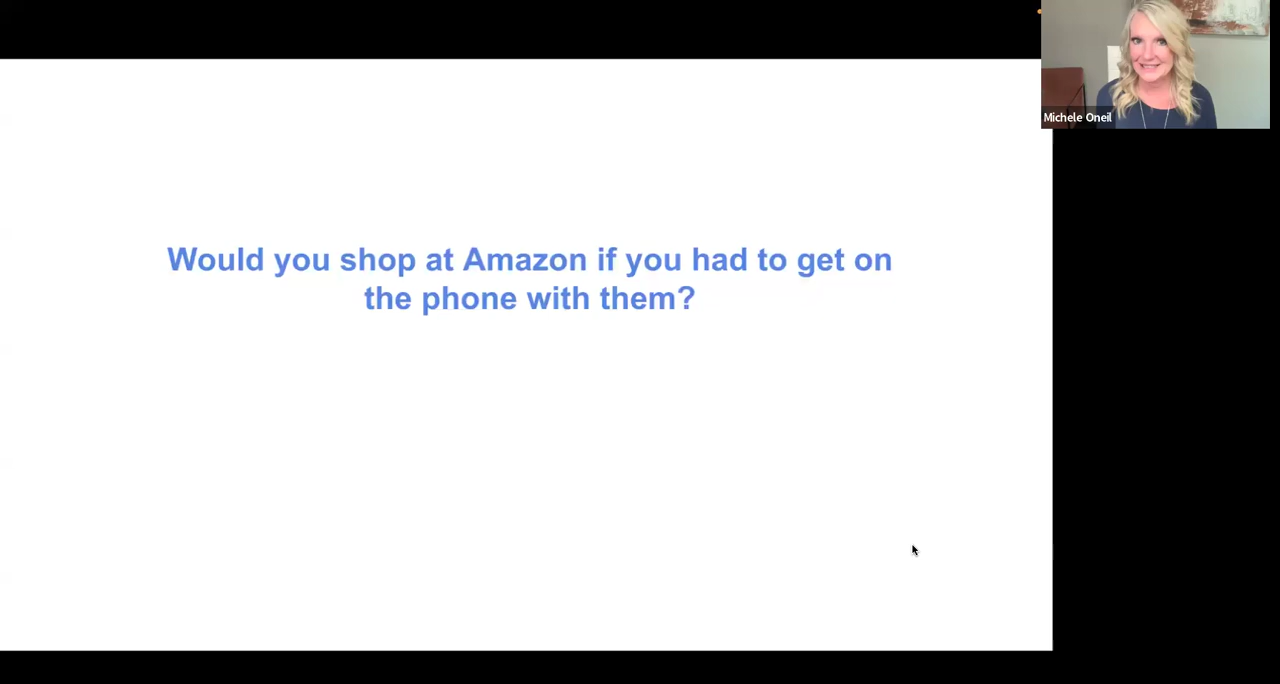 Michele Oneil
Would you shop at Amazon if you had to get on
the phone with them?